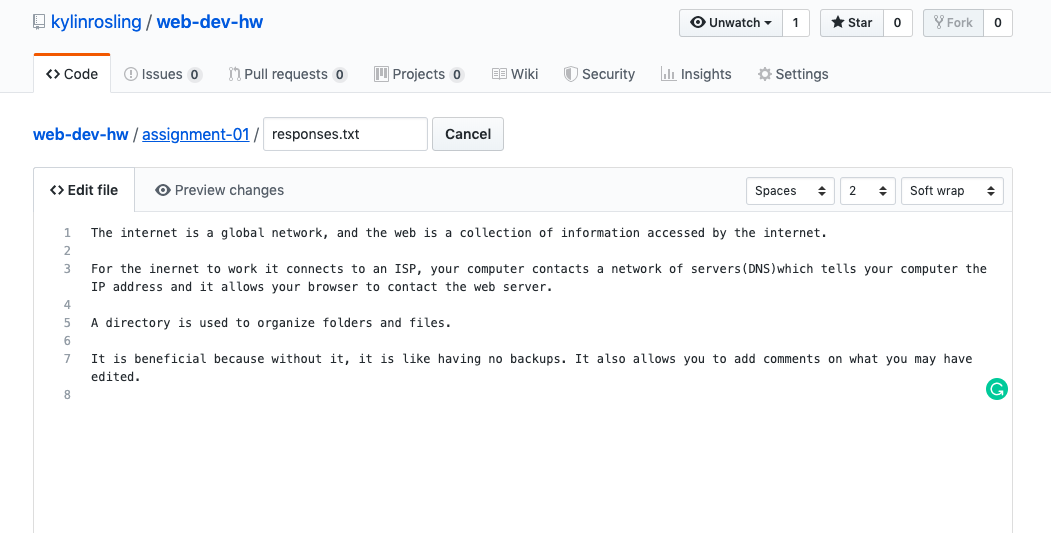 kylinrosling / web-dev-hw
Unwatch 1 Star 0 Fork 0
Code Issues 0 Pull requests 0 Projects 0 Wiki Security Insights Settings
web-dev-hw / assignment-01 / responses.txt Cancel
Edit file Preview changes Spaces 2 Soft wrap
1 The internet is a global network, and the web is a collection of information accessed by the internet.
2
3 For the inernet to work it connects to an ISP, your computer contacts a network of servers(DNS)which tells your computer the
IP address and it allows your browser to contact the web server.
4
5 A directory is used to organize folders and files.
6
7 It is beneficial because without it, it is like having no backups. It also allows you to add comments on what you may have
edited.
8